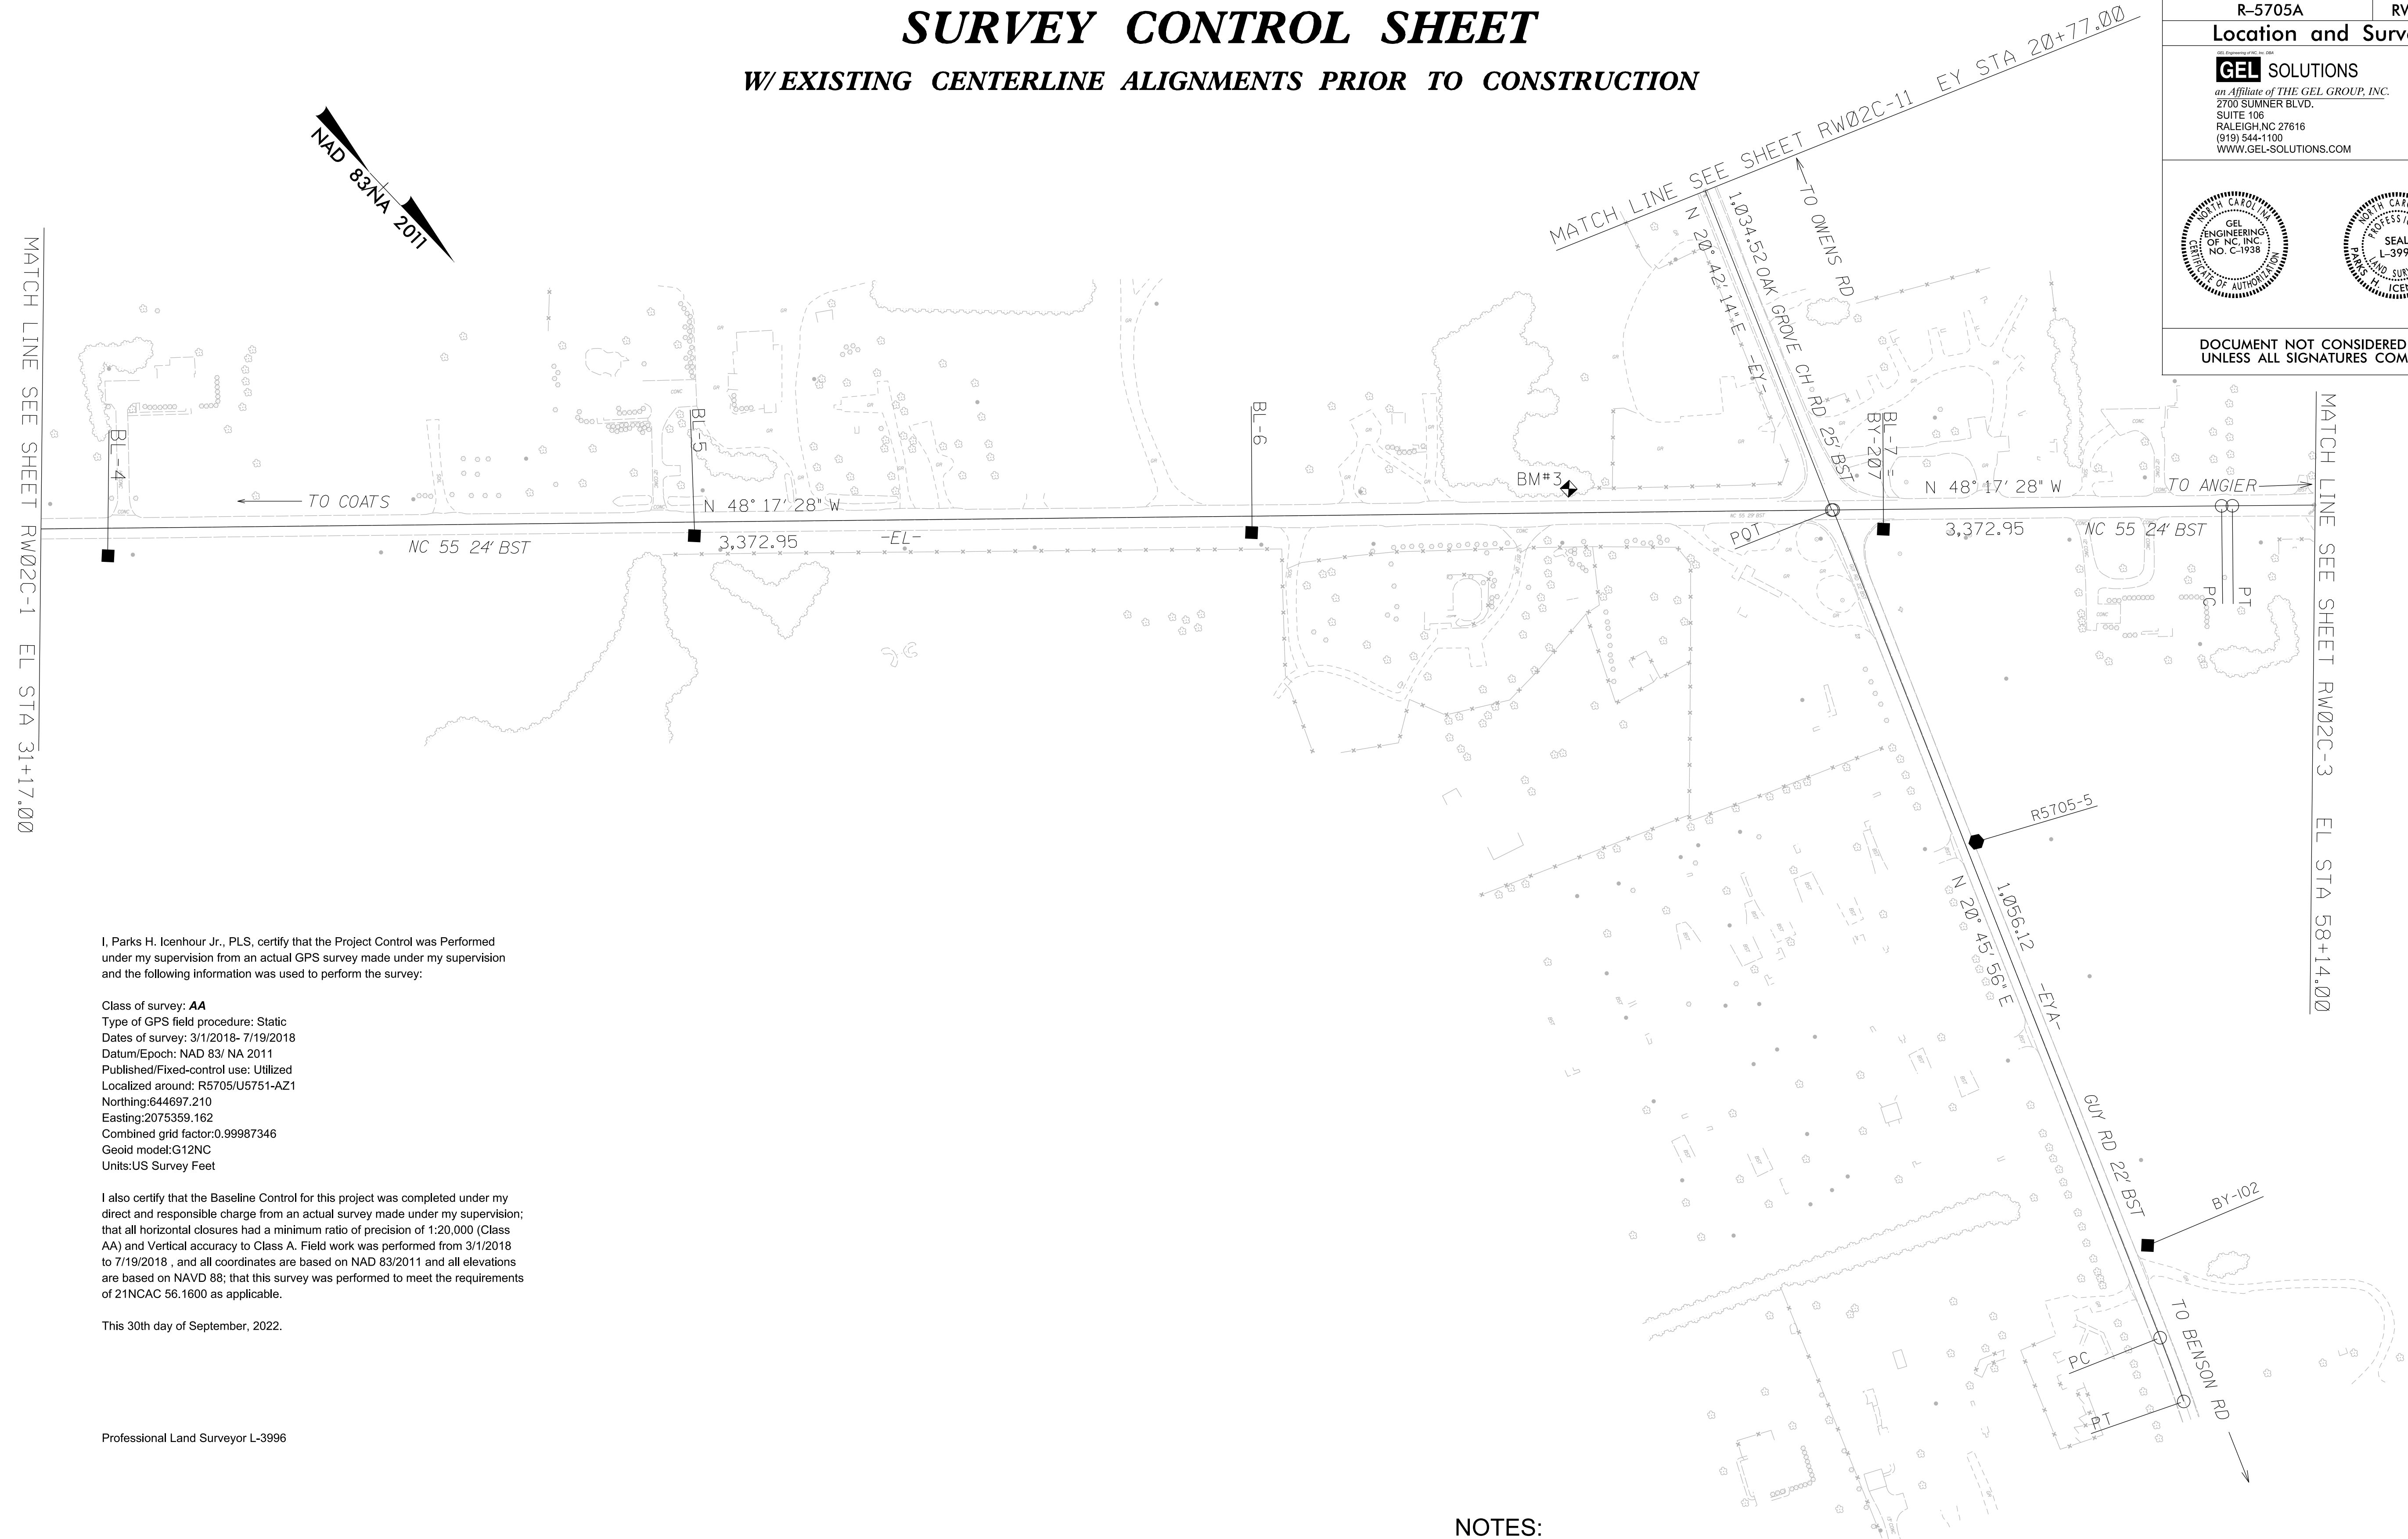 SURVEY CONTROL SHEET
W/ EXISTING CENTERLINE ALIGNMENTS PRIOR TO CONSTRUCTION
R–5705A
Location and
GEL Engineering of NC, Inc. DBA
GEL SOLUTIONS
an Affiliate of THE GEL GROUP, INC.
2700 SUMNER BLVD.
SUITE 106
RALEIGH,NC 27616
(919) 544-1100
WWW.GEL-SOLUTIONS.COM
NORTH CAROLINA
GEL
ENGINEERING
OF NC, INC.
NO. C–1938
CERTIFICATE OF AUTHORIZATION
SEAL
PARKS H.
DOCUMENT NOT CONSIDERED
UNLESS ALL SIGNATURES
NAD 83/NA 2011
MATCH LINE SEE SHEET RW02C-1 EL STA 31+17.00
MATCH LINE SEE SHEET RW02C-11 EY STA 20+77.00
MATCH LINE SEE SHEET RW02C-3 EL STA 58+14.00
TO OWENS RD
1,034.52
OAK GROVE CH RD 25' BST
N 20° 42' 14" E
-EY-
BL-4
BL-5
BL-6
BL-7
BY-207
BM#3
TO COATS
N 48° 17' 28" W
NC 55 24' BST
3,372.95
-EL-
POT
N 48° 17' 28" W
TO ANGIER
3,372.95
NC 55 24' BST
PC
PT
R5705-5
1,056.12
N 20° 45' 56" E
-EYA-
GUY RD 22' BST
BY-102
TO BENSON RD
PC
PT
I, Parks H. Icenhour Jr., PLS, certify that the Project Control was Performed
under my supervision from an actual GPS survey made under my supervision
and the following information was used to perform the survey:
Class of survey: AA
Type of GPS field procedure: Static
Dates of survey: 3/1/2018- 7/19/2018
Datum/Epoch: NAD 83/ NA 2011
Published/Fixed-control use: Utilized
Localized around: R5705/U5751-AZ1
Northing:644697.210
Easting:2075359.162
Combined grid factor:0.99987346
Geoid model:G12NC
Units:US Survey Feet
I also certify that the Baseline Control for this project was completed under my
direct and responsible charge from an actual survey made under my supervision;
that all horizontal closures had a minimum ratio of precision of 1:20,000 (Class
AA) and Vertical accuracy to Class A. Field work was performed from 3/1/2018
to 7/19/2018 , and all coordinates are based on NAD 83/2011 and all elevations
are based on NAVD 88; that this survey was performed to meet the requirements
of 21NCAC 56.1600 as applicable.
This 30th day of September, 2022.
Professional Land Surveyor L-3996
NOTES: